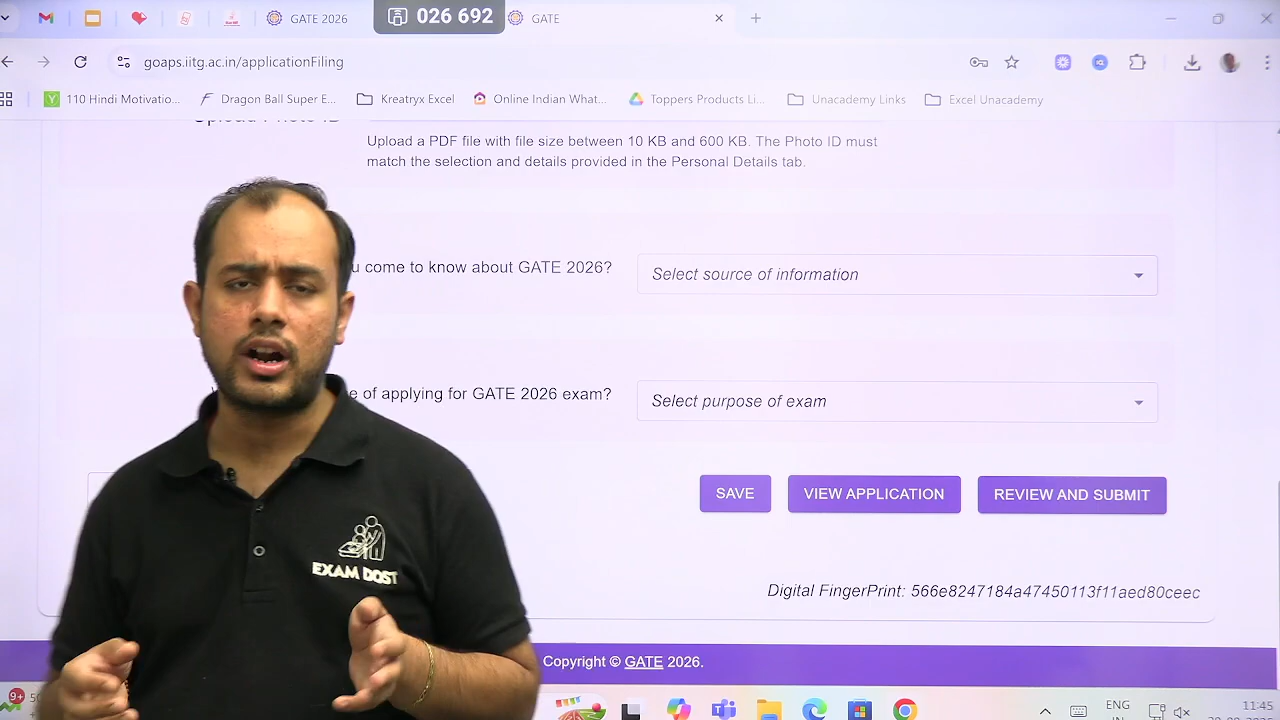 GATE 2026
026 692
GATE
goaps.iitg.ac.in/applicationFiling
110 Hindi Motivatio...
Dragon Ball Super E...
Kreatryx Excel
Online Indian What...
Toppers Products Li...
Unacademy Links
Excel Unacademy
Upload Photo ID
Upload a PDF file with file size between 10 KB and 600 KB. The Photo ID must
match the selection and details provided in the Personal Details tab.
u come to know about GATE 2026?
Select source of information
e of applying for GATE 2026 exam?
Select purpose of exam
SAVE
VIEW APPLICATION
REVIEW AND SUBMIT
EXAM DOST
Digital FingerPrint: 566e8247184a47450113f11aed80ceec
Copyright © GATE 2026.
9+
ENG
IN
11:45